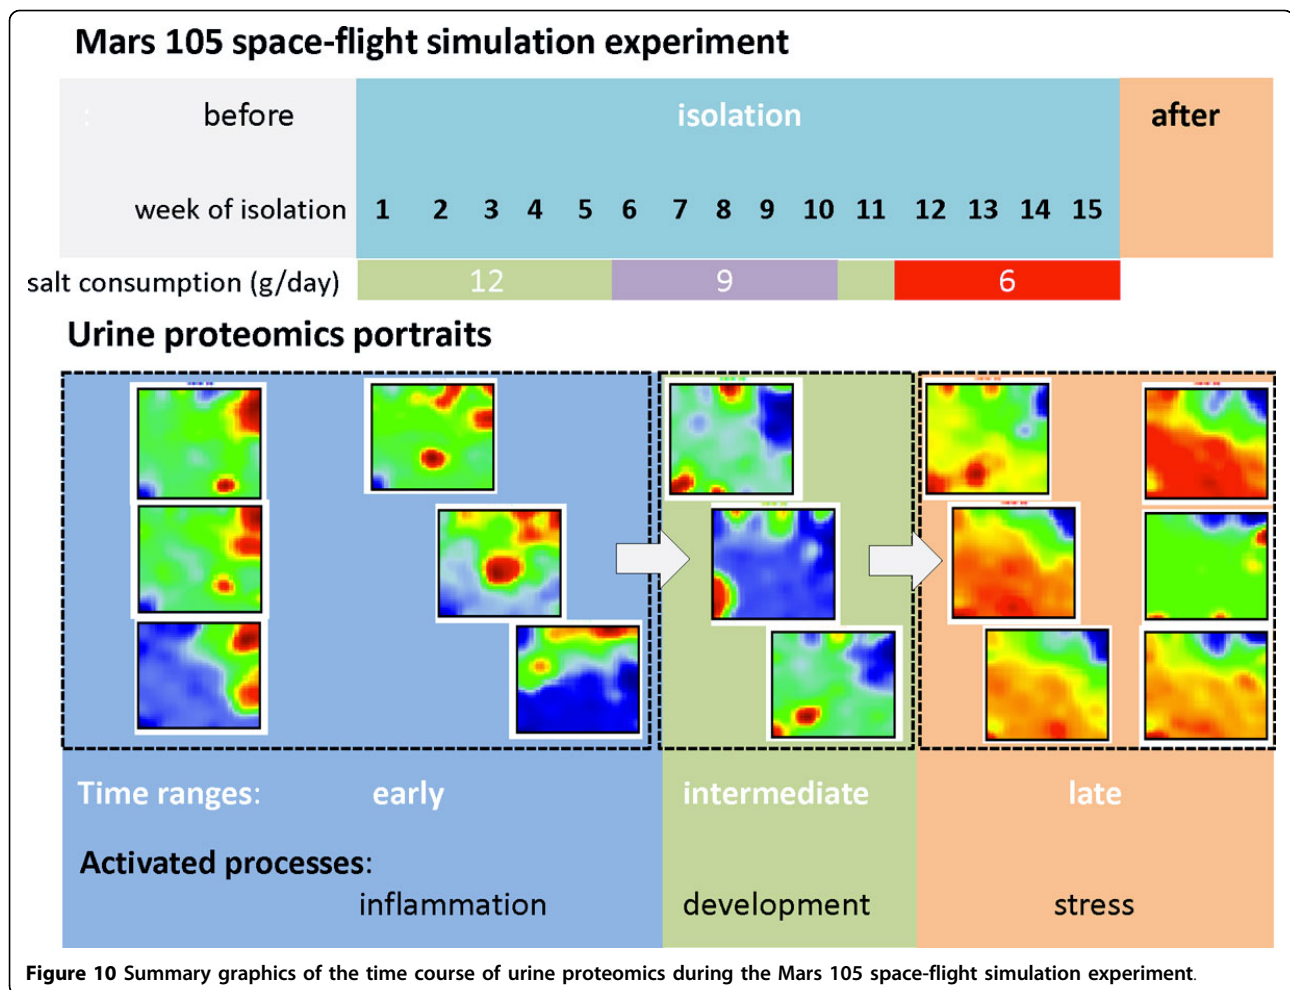 Mars 105 space-flight simulation experiment
: before isolation after
week of isolation 1 2 3 4 5 6 7 8 9 10 11 12 13 14 15
salt consumption (g/day) 12 9 6
Urine proteomics portraits
Time ranges: early intermediate late
Activated processes:
inflammation development stress
Figure 10 Summary graphics of the time course of urine proteomics during the Mars 105 space-flight simulation experiment.